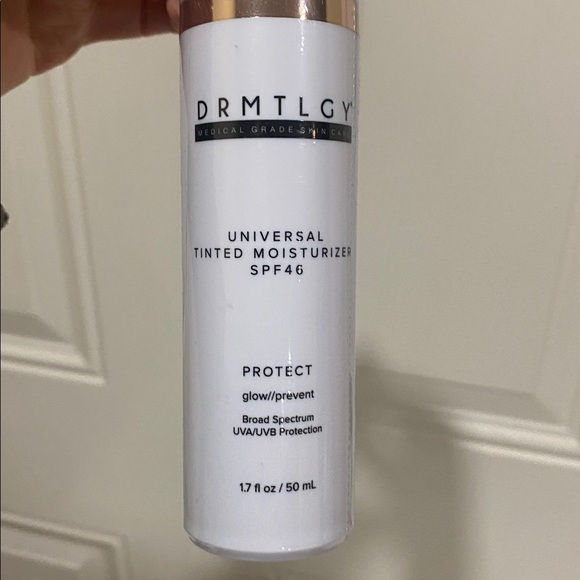 DRMTLGY®
MEDICAL GRADE SKIN CARE
UNIVERSAL
TINTED MOISTURIZER
SPF46
PROTECT
glow//prevent
Broad Spectrum
UVA/UVB Protection
1.7 fl oz / 50 mL